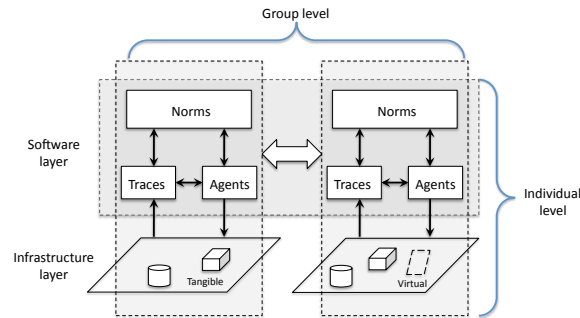 Group level
Norms
Norms
Software
layer
Traces
Agents
Traces
Agents
Individual
level
Infrastructure
layer
Tangible
Virtual